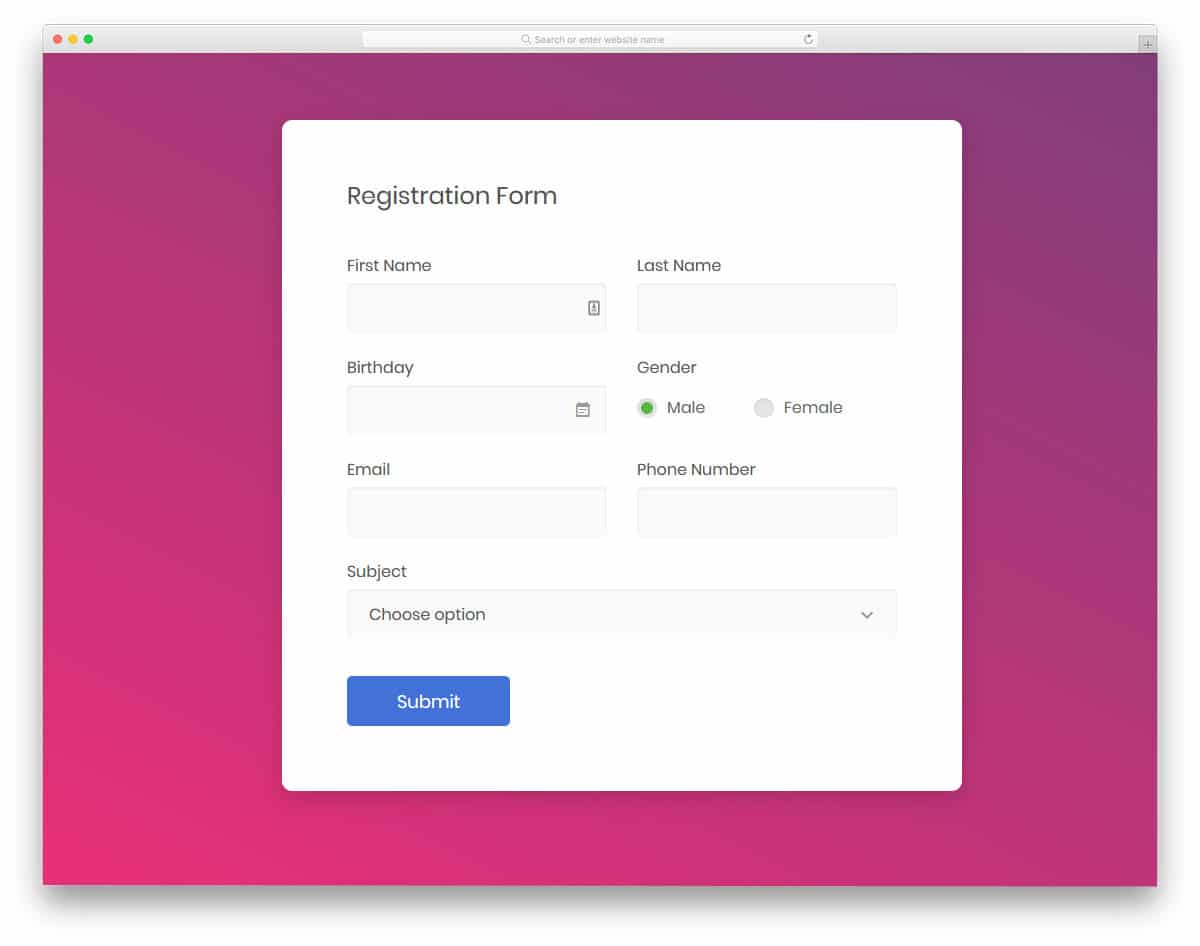 Search or enter website name
Registration Form
First Name Last Name
Birthday Gender
Male Female
Email Phone Number
Subject
Choose option
Submit